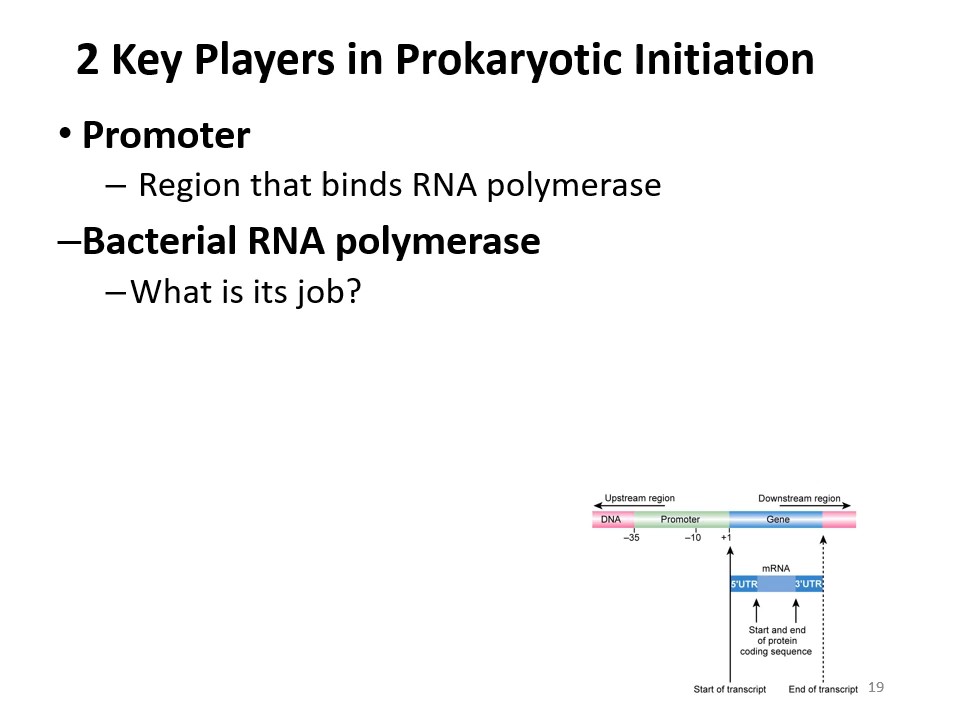 2 Key Players in Prokaryotic Initiation
• Promoter
– Region that binds RNA polymerase
–Bacterial RNA polymerase
–What is its job?
Upstream region
Downstream region
DNA
Promoter
Gene
–35
–10
+1
mRNA
5'UTR
3'UTR
Start and end
of protein
coding sequence
Start of transcript
End of transcript
19